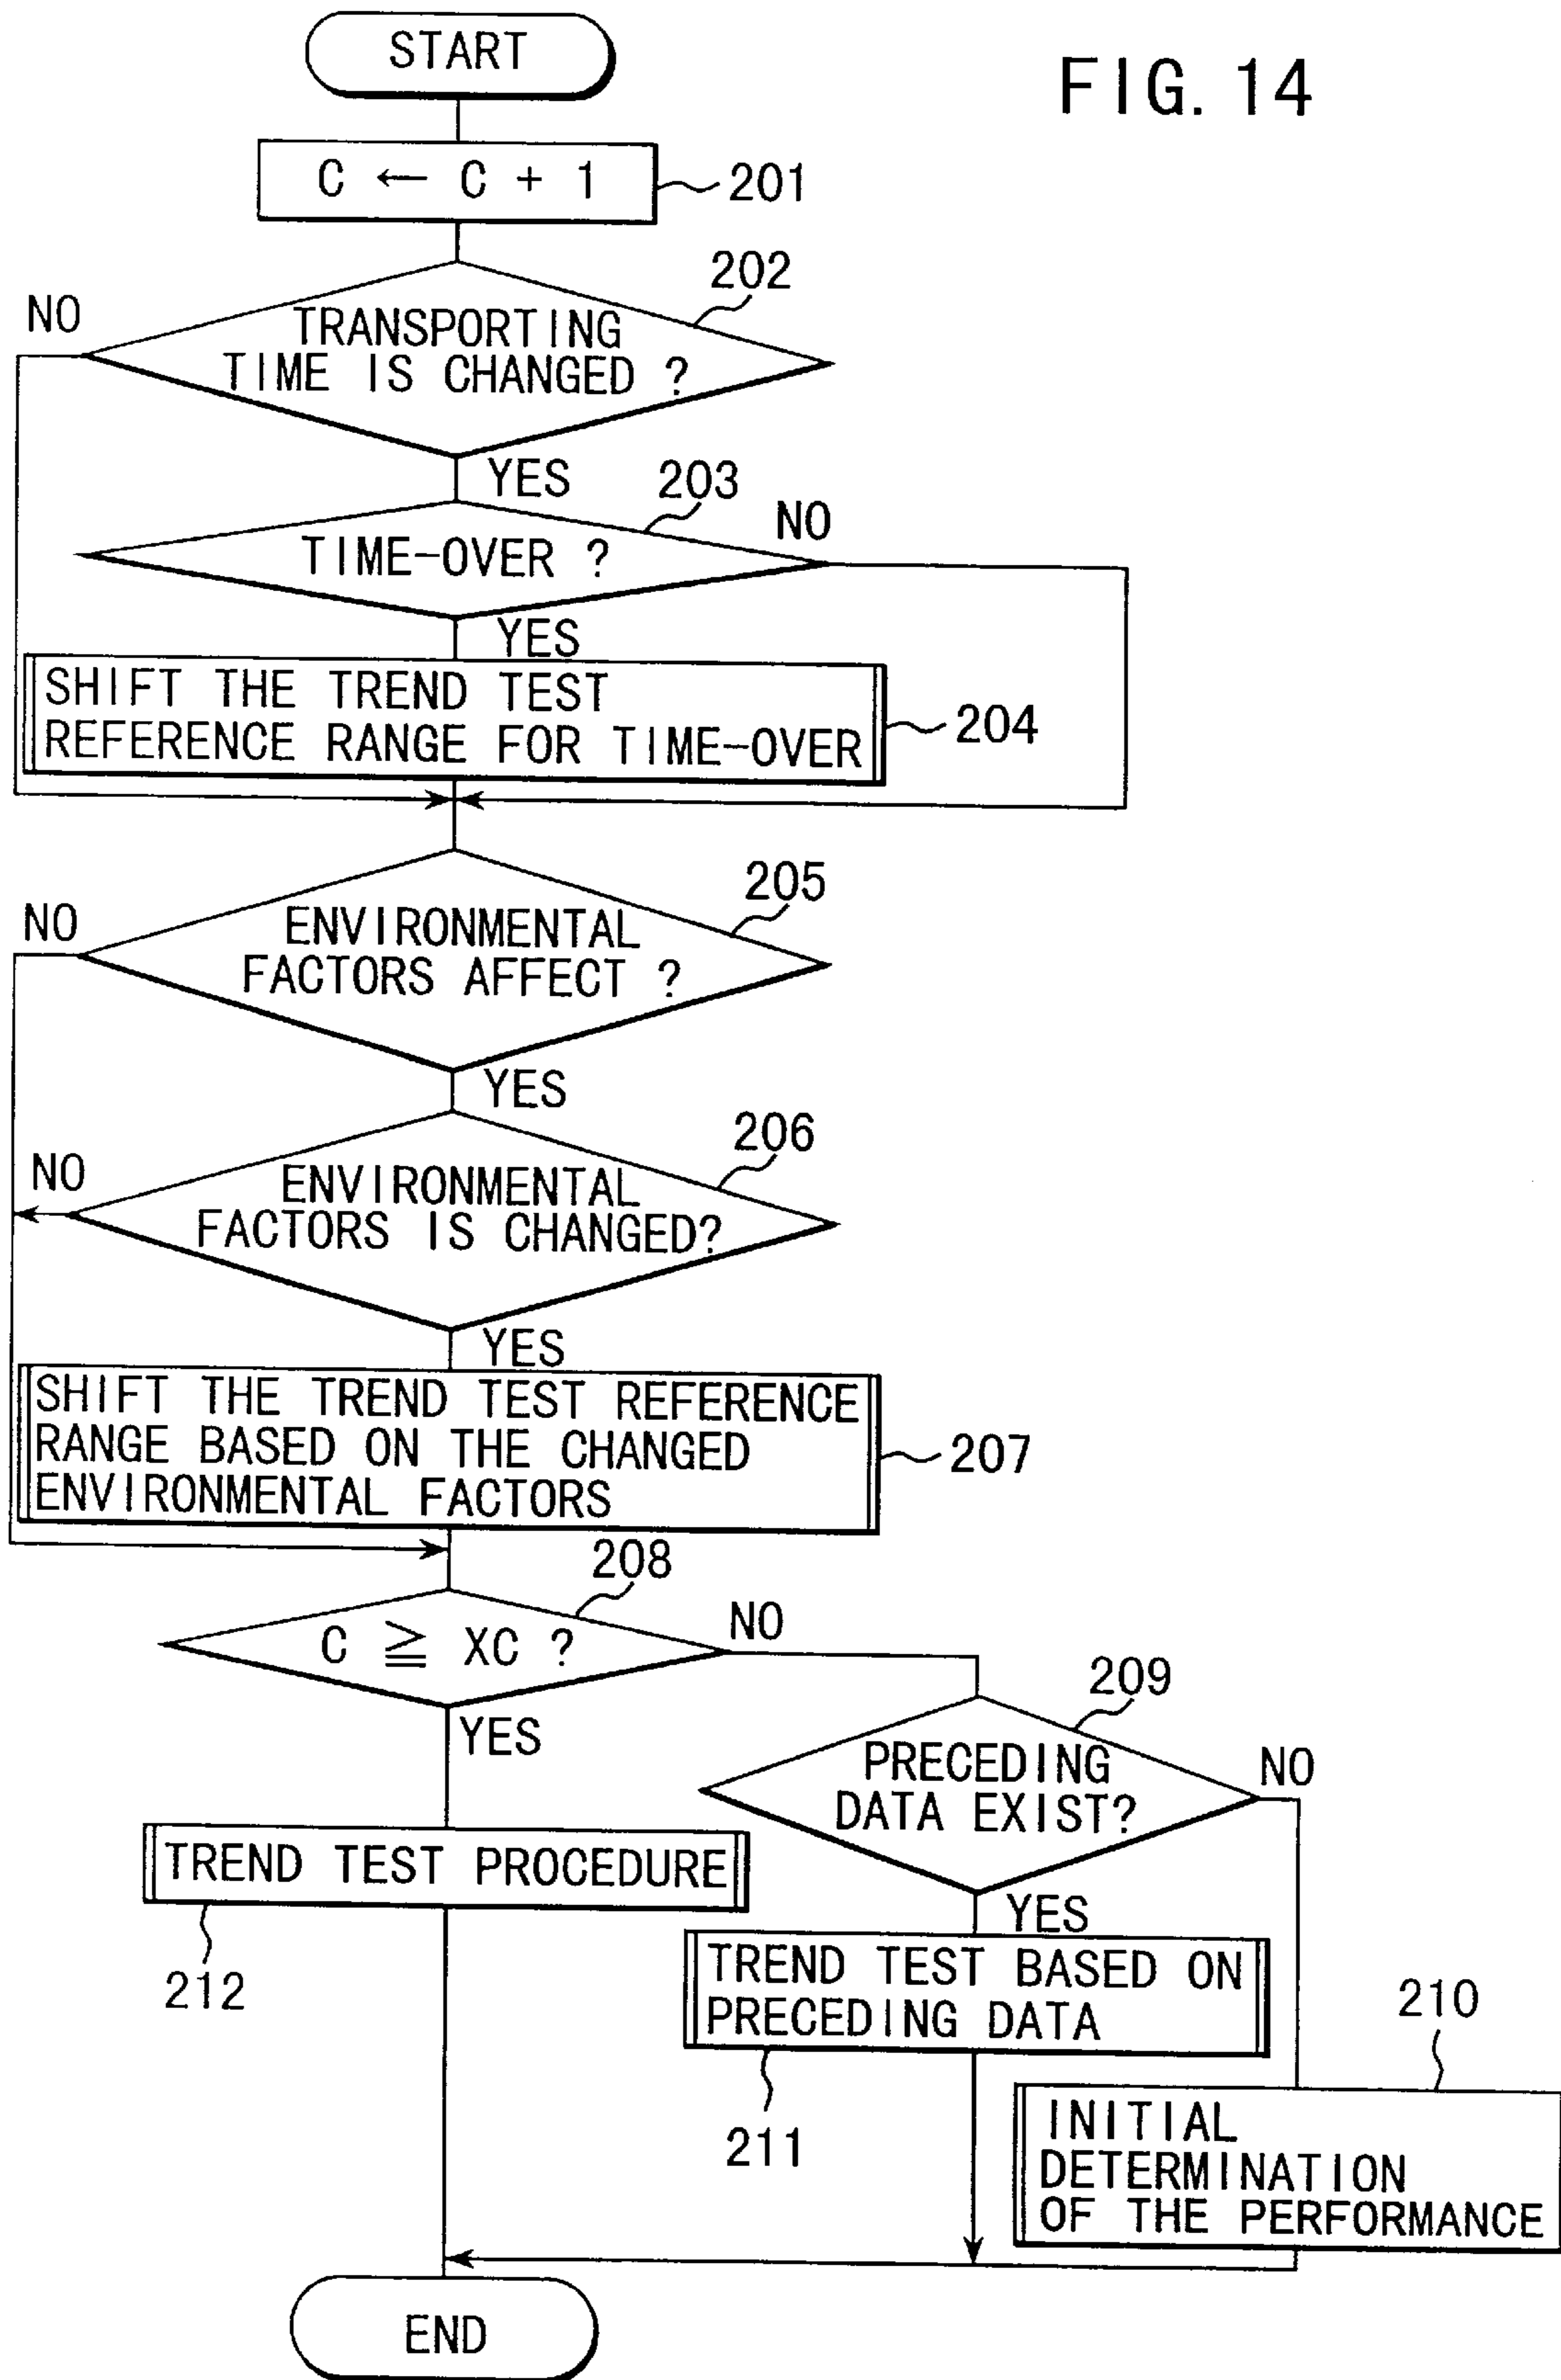 START
FIG. 14
C ← C + 1
201
202
NO
TRANSPORTING
TIME IS CHANGED ?
YES
203
NO
TIME-OVER ?
YES
SHIFT THE TREND TEST
REFERENCE RANGE FOR TIME-OVER
204
205
NO
ENVIRONMENTAL
FACTORS AFFECT ?
YES
206
NO
ENVIRONMENTAL
FACTORS IS CHANGED?
YES
SHIFT THE TREND TEST REFERENCE
RANGE BASED ON THE CHANGED
ENVIRONMENTAL FACTORS
207
208
C ≧ XC ?
NO
YES
209
PRECEDING
DATA EXIST?
NO
TREND TEST PROCEDURE
212
YES
TREND TEST BASED ON
PRECEDING DATA
211
210
INITIAL
DETERMINATION
OF THE PERFORMANCE
END